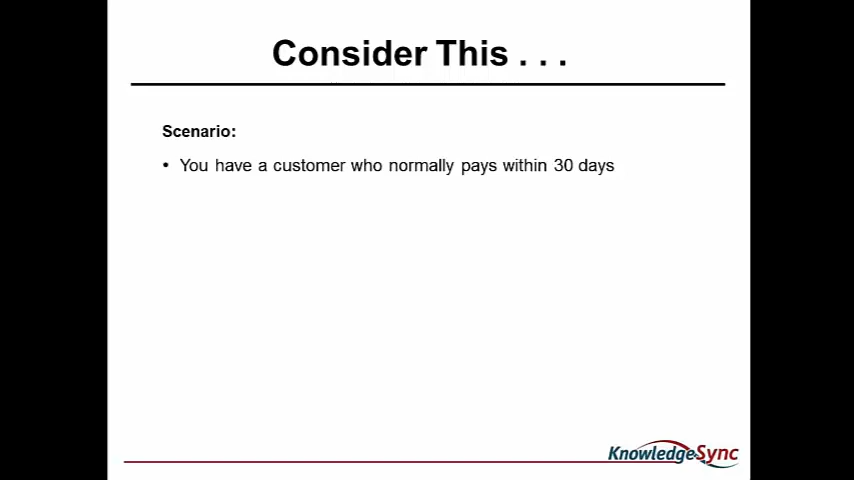 Consider This . . .
Scenario:
• You have a customer who normally pays within 30 days
KnowledgeSync